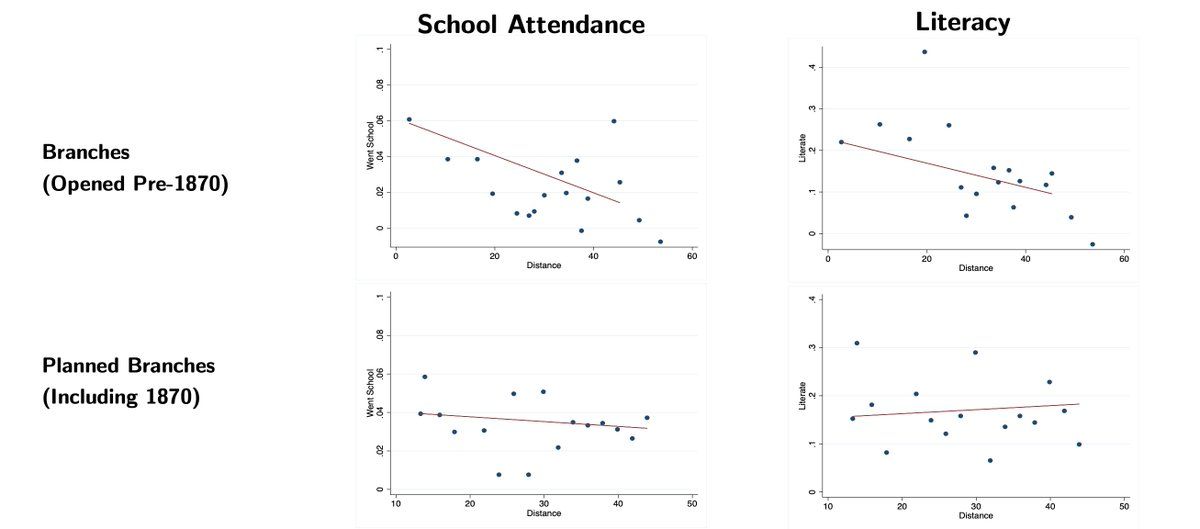 School Attendance
Literacy
Branches
(Opened Pre-1870)
Went School
.1
.08
.06
.04
.02
0
0
20
40
60
Distance
Literate
.4
.3
.2
.1
0
0
20
40
60
Distance
Planned Branches
(Including 1870)
Went School
.1
.08
.06
.04
.02
0
10
20
30
40
50
Distance
Literate
.4
.3
.2
.1
0
10
20
30
40
50
Distance